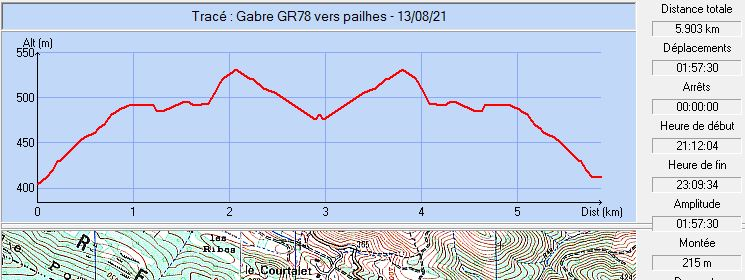 Tracé : Gabre GR78 vers pailhes - 13/08/21
Alt (m)
550
500
450
400
0
1
2
3
4
5
Dist (km)
Distance totale
5.903 km
Déplacements
01:57:30
Arrêts
00:00:00
Heure de début
21:12:04
Heure de fin
23:09:34
Amplitude
01:57:30
Montée
215 m
les
Ribos
le Courtalet
R